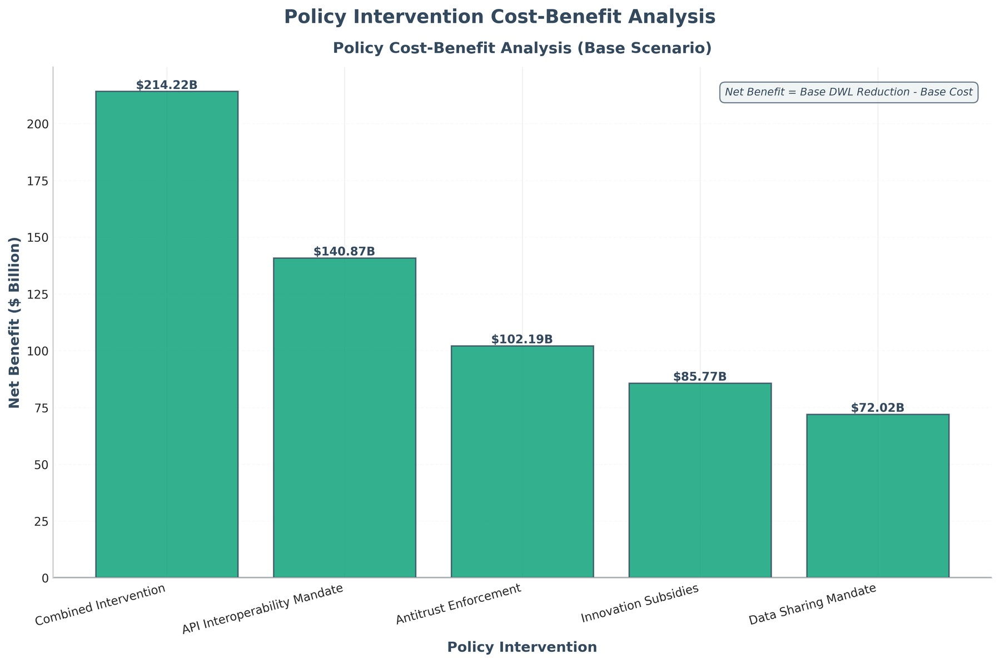 Policy Intervention Cost-Benefit Analysis
Policy Cost-Benefit Analysis (Base Scenario)
Net Benefit = Base DWL Reduction - Base Cost
Net Benefit ($ Billion)
200
175
150
125
100
75
50
25
0
$214.22B
$140.87B
$102.19B
$85.77B
$72.02B
Combined Intervention
API Interoperability Mandate
Antitrust Enforcement
Innovation Subsidies
Data Sharing Mandate
Policy Intervention